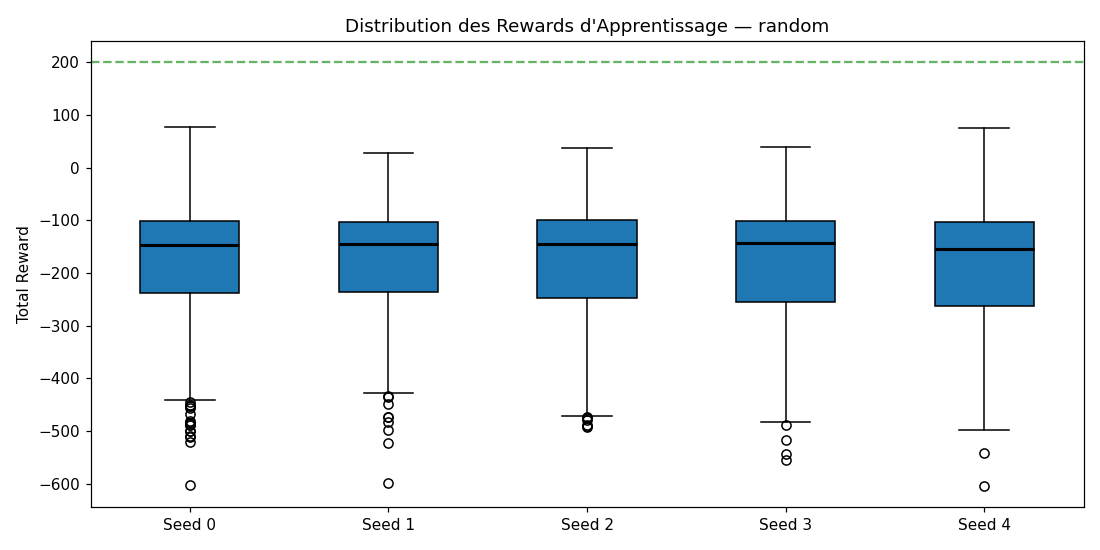 Distribution des Rewards d'Apprentissage — random
Total Reward
200
100
0
−100
−200
−300
−400
−500
−600
Seed 0
Seed 1
Seed 2
Seed 3
Seed 4